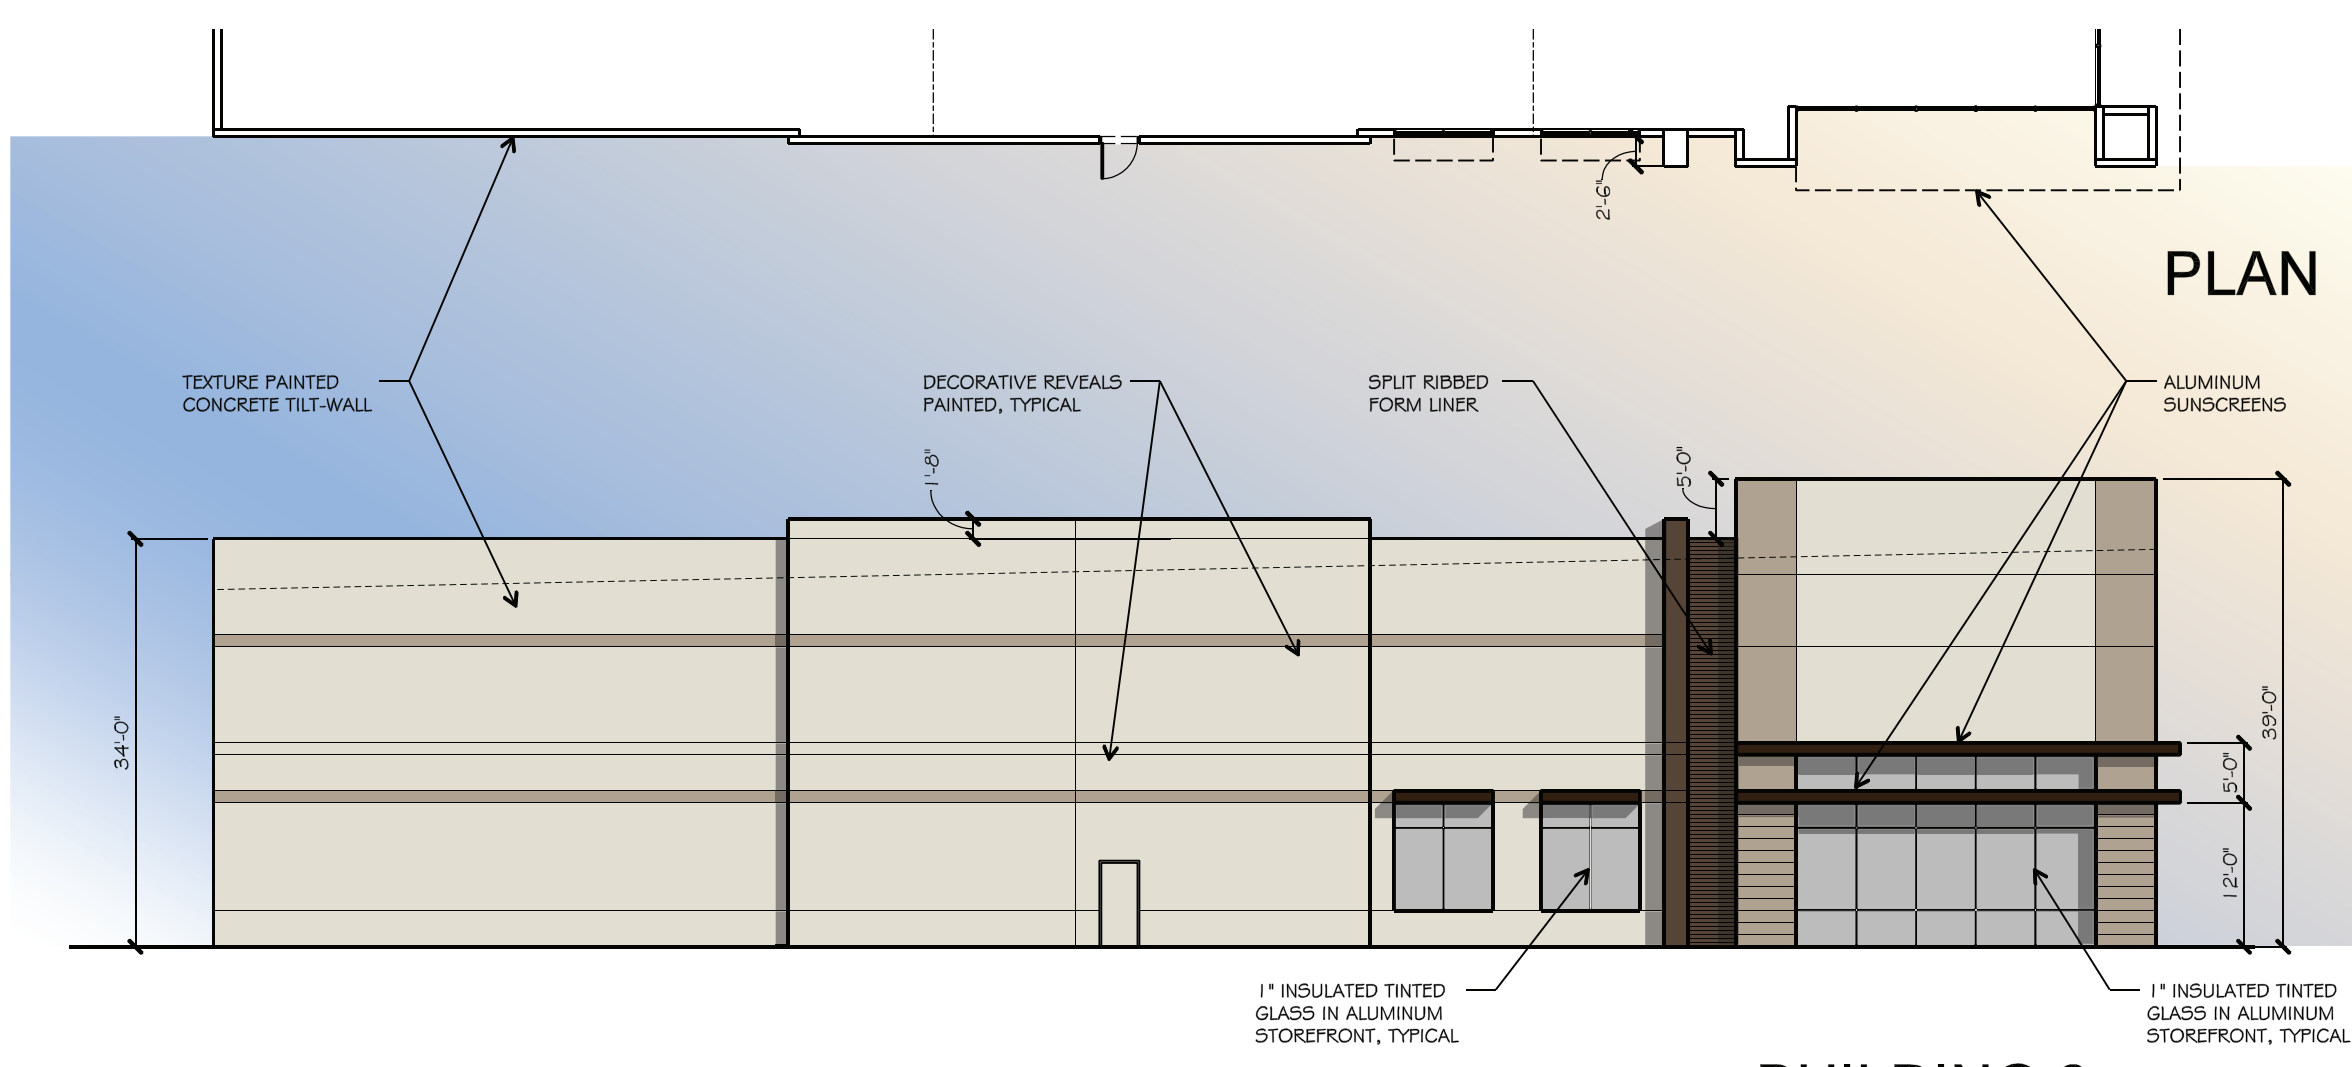 2'-6"
PLAN
TEXTURE PAINTED
CONCRETE TILT-WALL
DECORATIVE REVEALS
PAINTED, TYPICAL
SPLIT RIBBED
FORM LINER
ALUMINUM
SUNSCREENS
1'-8"
5'-0"
34'-0"
39'-0"
5'-0"
12'-0"
1" INSULATED TINTED
GLASS IN ALUMINUM
STOREFRONT, TYPICAL
1" INSULATED TINTED
GLASS IN ALUMINUM
STOREFRONT, TYPICAL
BUILDING